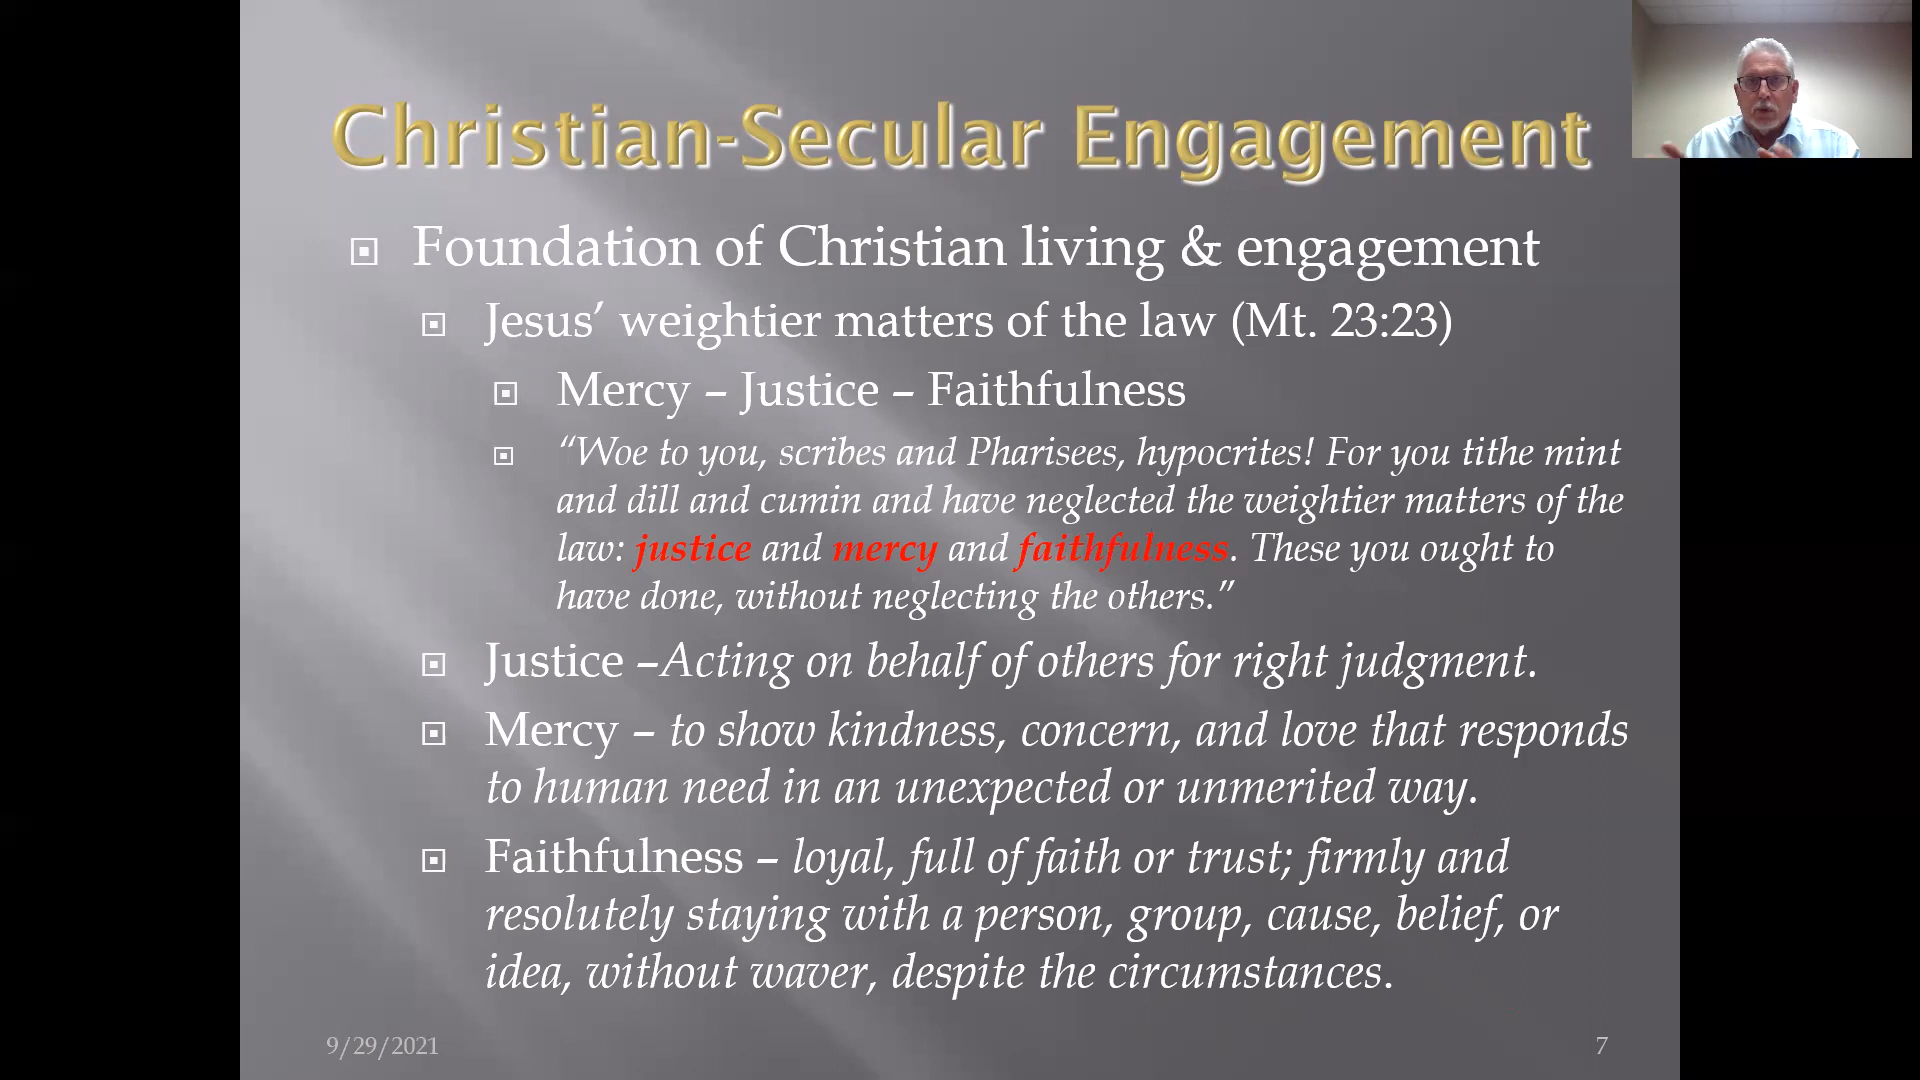 Christian-Secular Engagement
Foundation of Christian living & engagement
Jesus’ weightier matters of the law (Mt. 23:23)
Mercy – Justice – Faithfulness
“Woe to you, scribes and Pharisees, hypocrites! For you tithe mint
and dill and cumin and have neglected the weightier matters of the
law: justice and mercy and faithfulness. These you ought to
have done, without neglecting the others.”
Justice –Acting on behalf of others for right judgment.
Mercy – to show kindness, concern, and love that responds
to human need in an unexpected or unmerited way.
Faithfulness – loyal, full of faith or trust; firmly and
resolutely staying with a person, group, cause, belief, or
idea, without waver, despite the circumstances.
9/29/2021
7